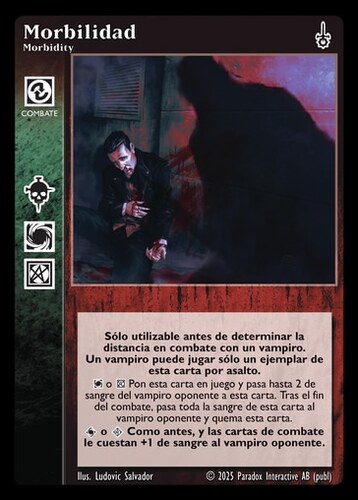 Morbilidad
Morbidity
COMBATE
Sólo utilizable antes de determinar la
distancia en combate con un vampiro.
Un vampiro puede jugar sólo un ejemplar de
esta carta por asalto.
o Pon esta carta en juego y pasa hasta 2 de
sangre del vampiro oponente a esta carta. Tras el
fin del combate, pasa toda la sangre de esta carta al
vampiro oponente y quema esta carta.
o Como antes, y las cartas de combate
le cuestan +1 de sangre al vampiro oponente.
Ilus. Ludovic Salvador © 2025 Paradox Interactive AB (publ)